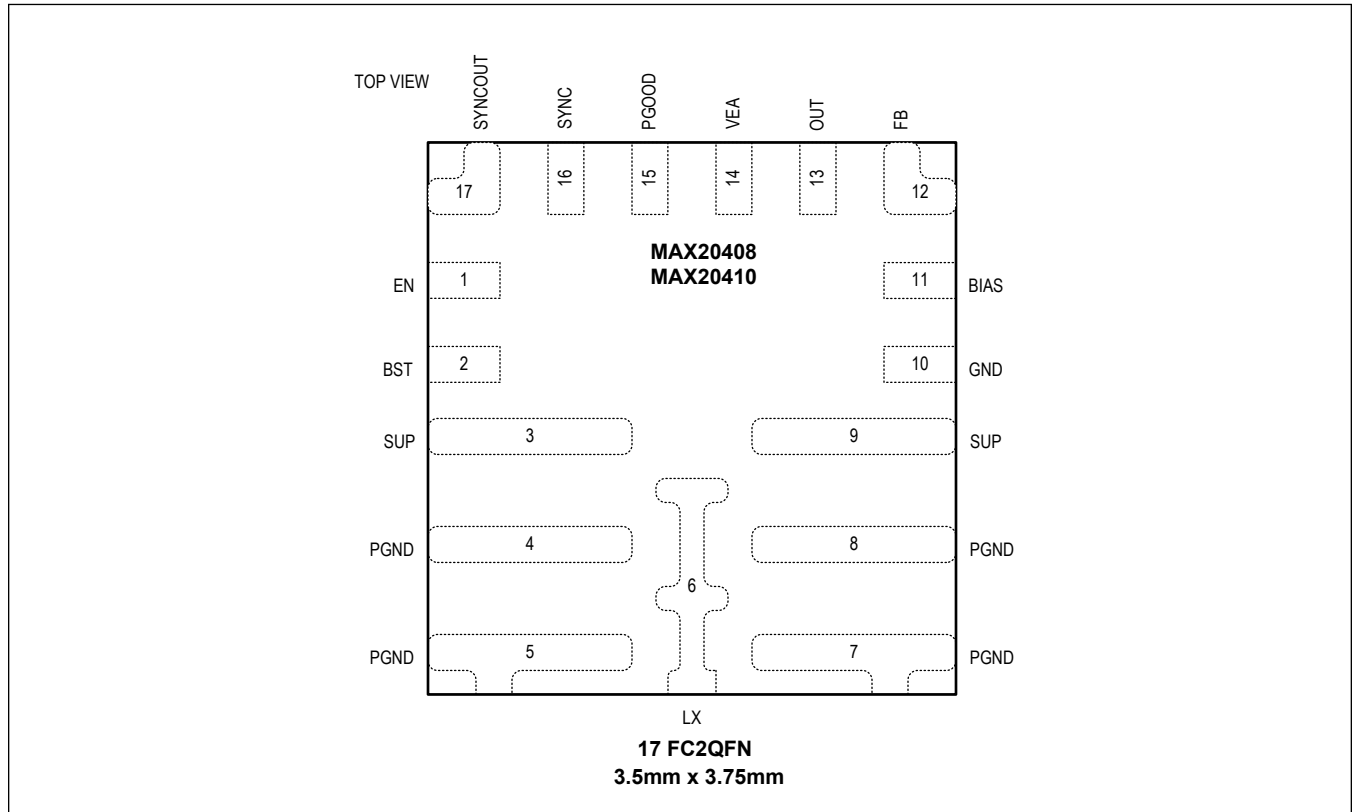 TOP VIEW
SYNCOUT
SYNC
PGOOD
VEA
OUT
FB
17
16
15
14
13
12
MAX20408
MAX20410
EN
1
11
BIAS
BST
2
10
GND
SUP
3
9
SUP
PGND
4
8
PGND
6
PGND
5
7
PGND
LX
17 FC2QFN
3.5mm x 3.75mm